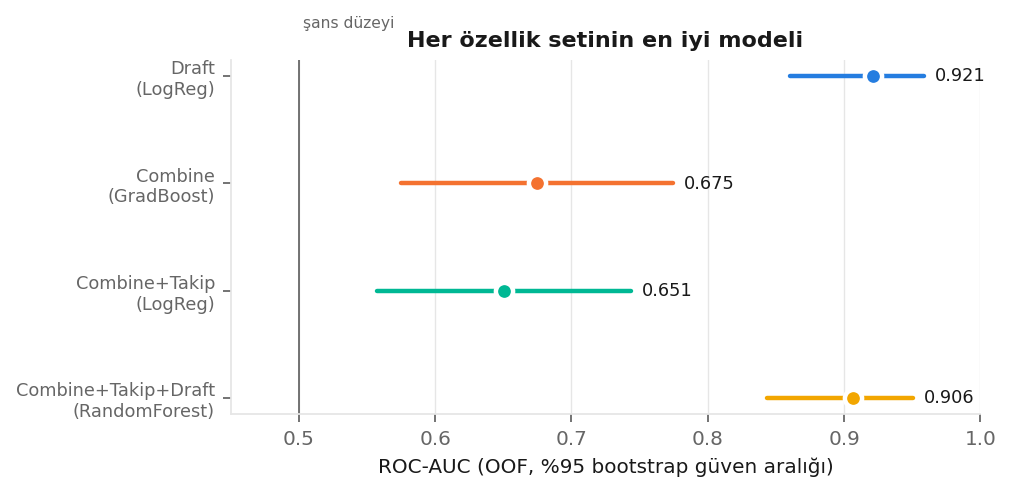 şans düzeyi
Her özellik setinin en iyi modeli
Draft
(LogReg)
0.921
Combine
(GradBoost)
0.675
Combine+Takip
(LogReg)
0.651
Combine+Takip+Draft
(RandomForest)
0.906
0.5 0.6 0.7 0.8 0.9 1.0
ROC-AUC (OOF, %95 bootstrap güven aralığı)